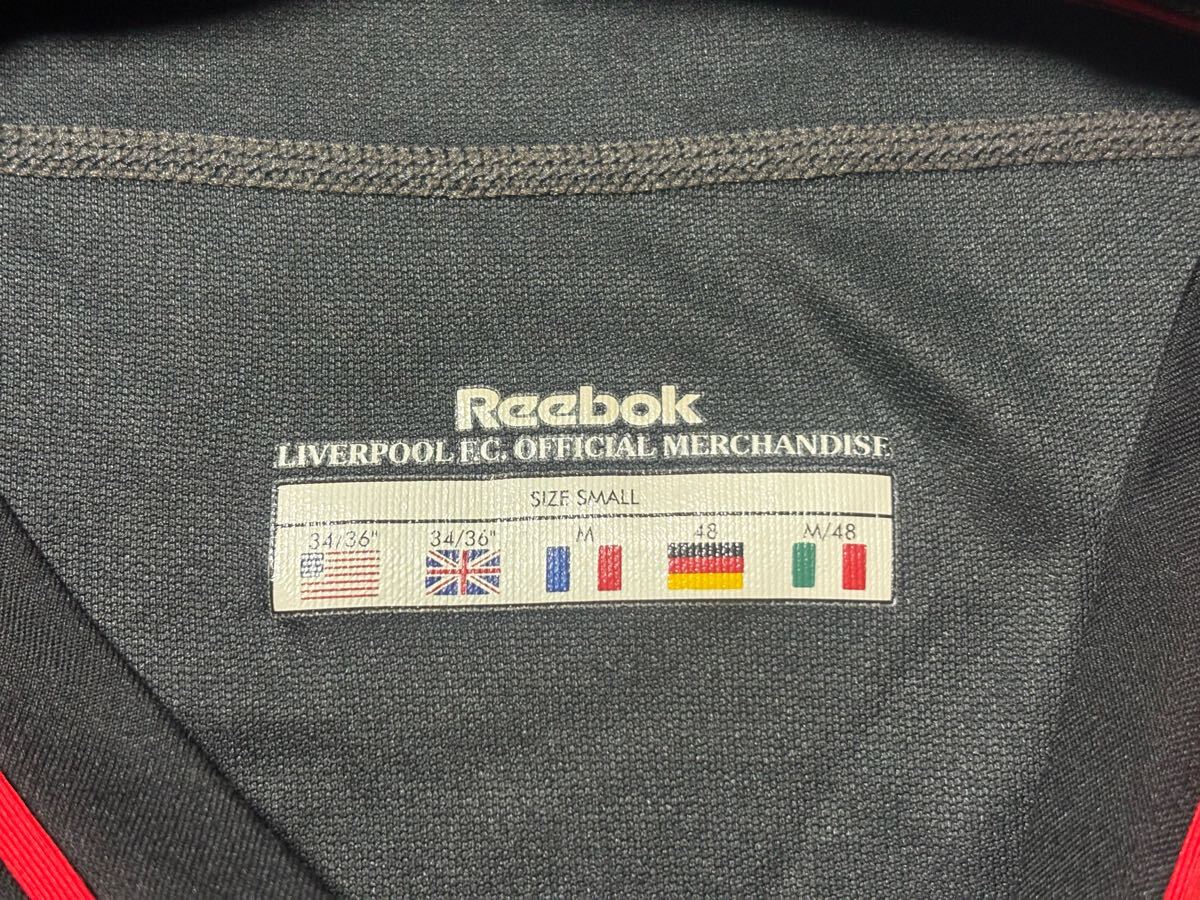 Reebok
LIVERPOOL F.C. OFFICIAL MERCHANDISE
SIZE SMALL
34/36" 34/36" M 48 M/48